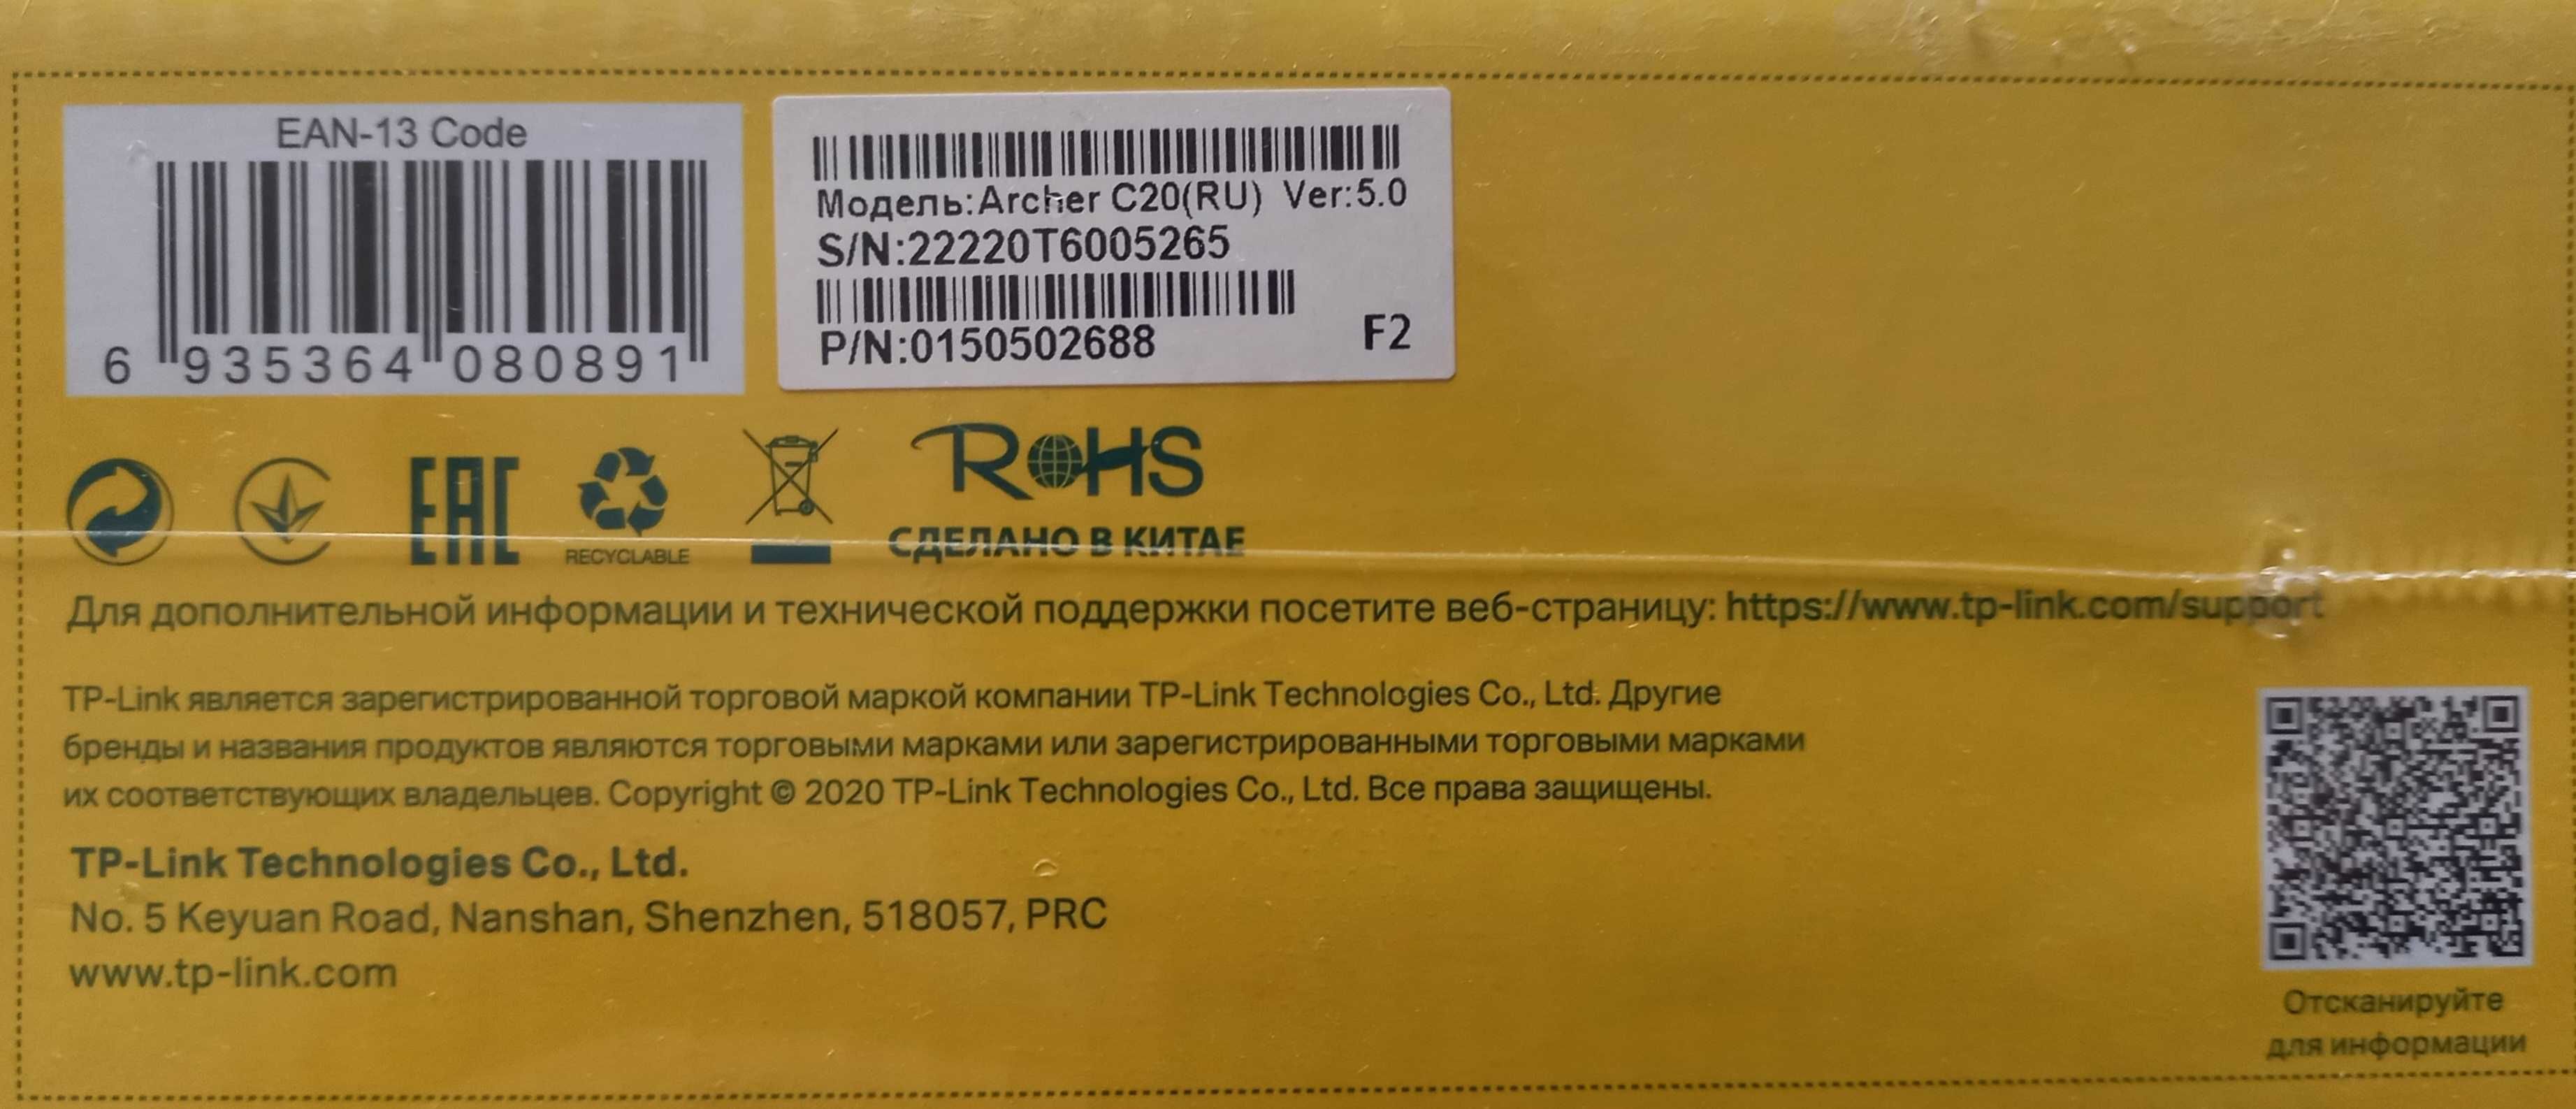 EAN-13 Code
6 935364 080891
Модель:Archer C20(RU) Ver:5.0
S/N:22220T6005265
P/N:0150502688 F2
EAC
RECYCLABLE
RoHS
СДЕЛАНО В КИТАЕ
Для дополнительной информации и технической поддержки посетите веб-страницу: https://www.tp-link.com/support
TP-Link является зарегистрированной торговой маркой компании TP-Link Technologies Co., Ltd. Другие
бренды и названия продуктов являются торговыми марками или зарегистрированными торговыми марками
их соответствующих владельцев. Copyright © 2020 TP-Link Technologies Co., Ltd. Все права защищены.
TP-Link Technologies Co., Ltd.
No. 5 Keyuan Road, Nanshan, Shenzhen, 518057, PRC
www.tp-link.com
Отсканируйте
для информации